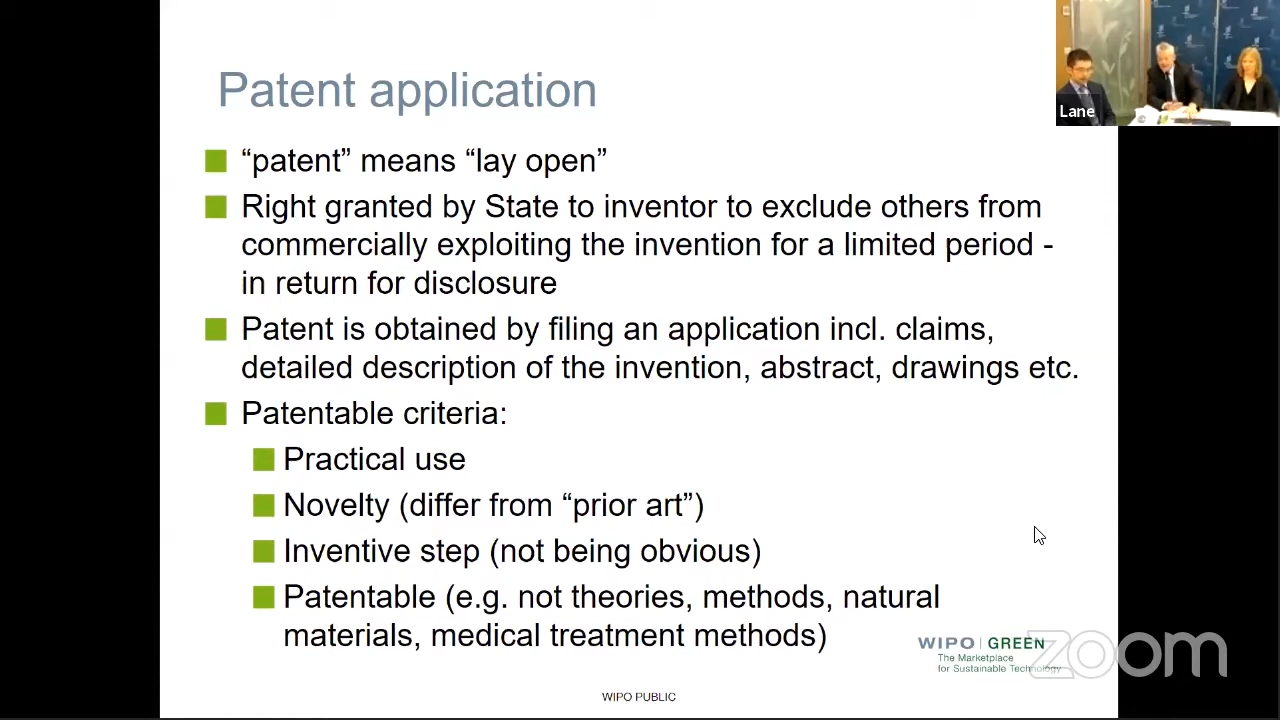 Patent application
“patent” means “lay open”
Right granted by State to inventor to exclude others from
commercially exploiting the invention for a limited period -
in return for disclosure
Patent is obtained by filing an application incl. claims,
detailed description of the invention, abstract, drawings etc.
Patentable criteria:
Practical use
Novelty (differ from “prior art”)
Inventive step (not being obvious)
Patentable (e.g. not theories, methods, natural
materials, medical treatment methods)
WIPO | GREEN
The Marketplace
for Sustainable Technology
zoom
WIPO PUBLIC
Lane